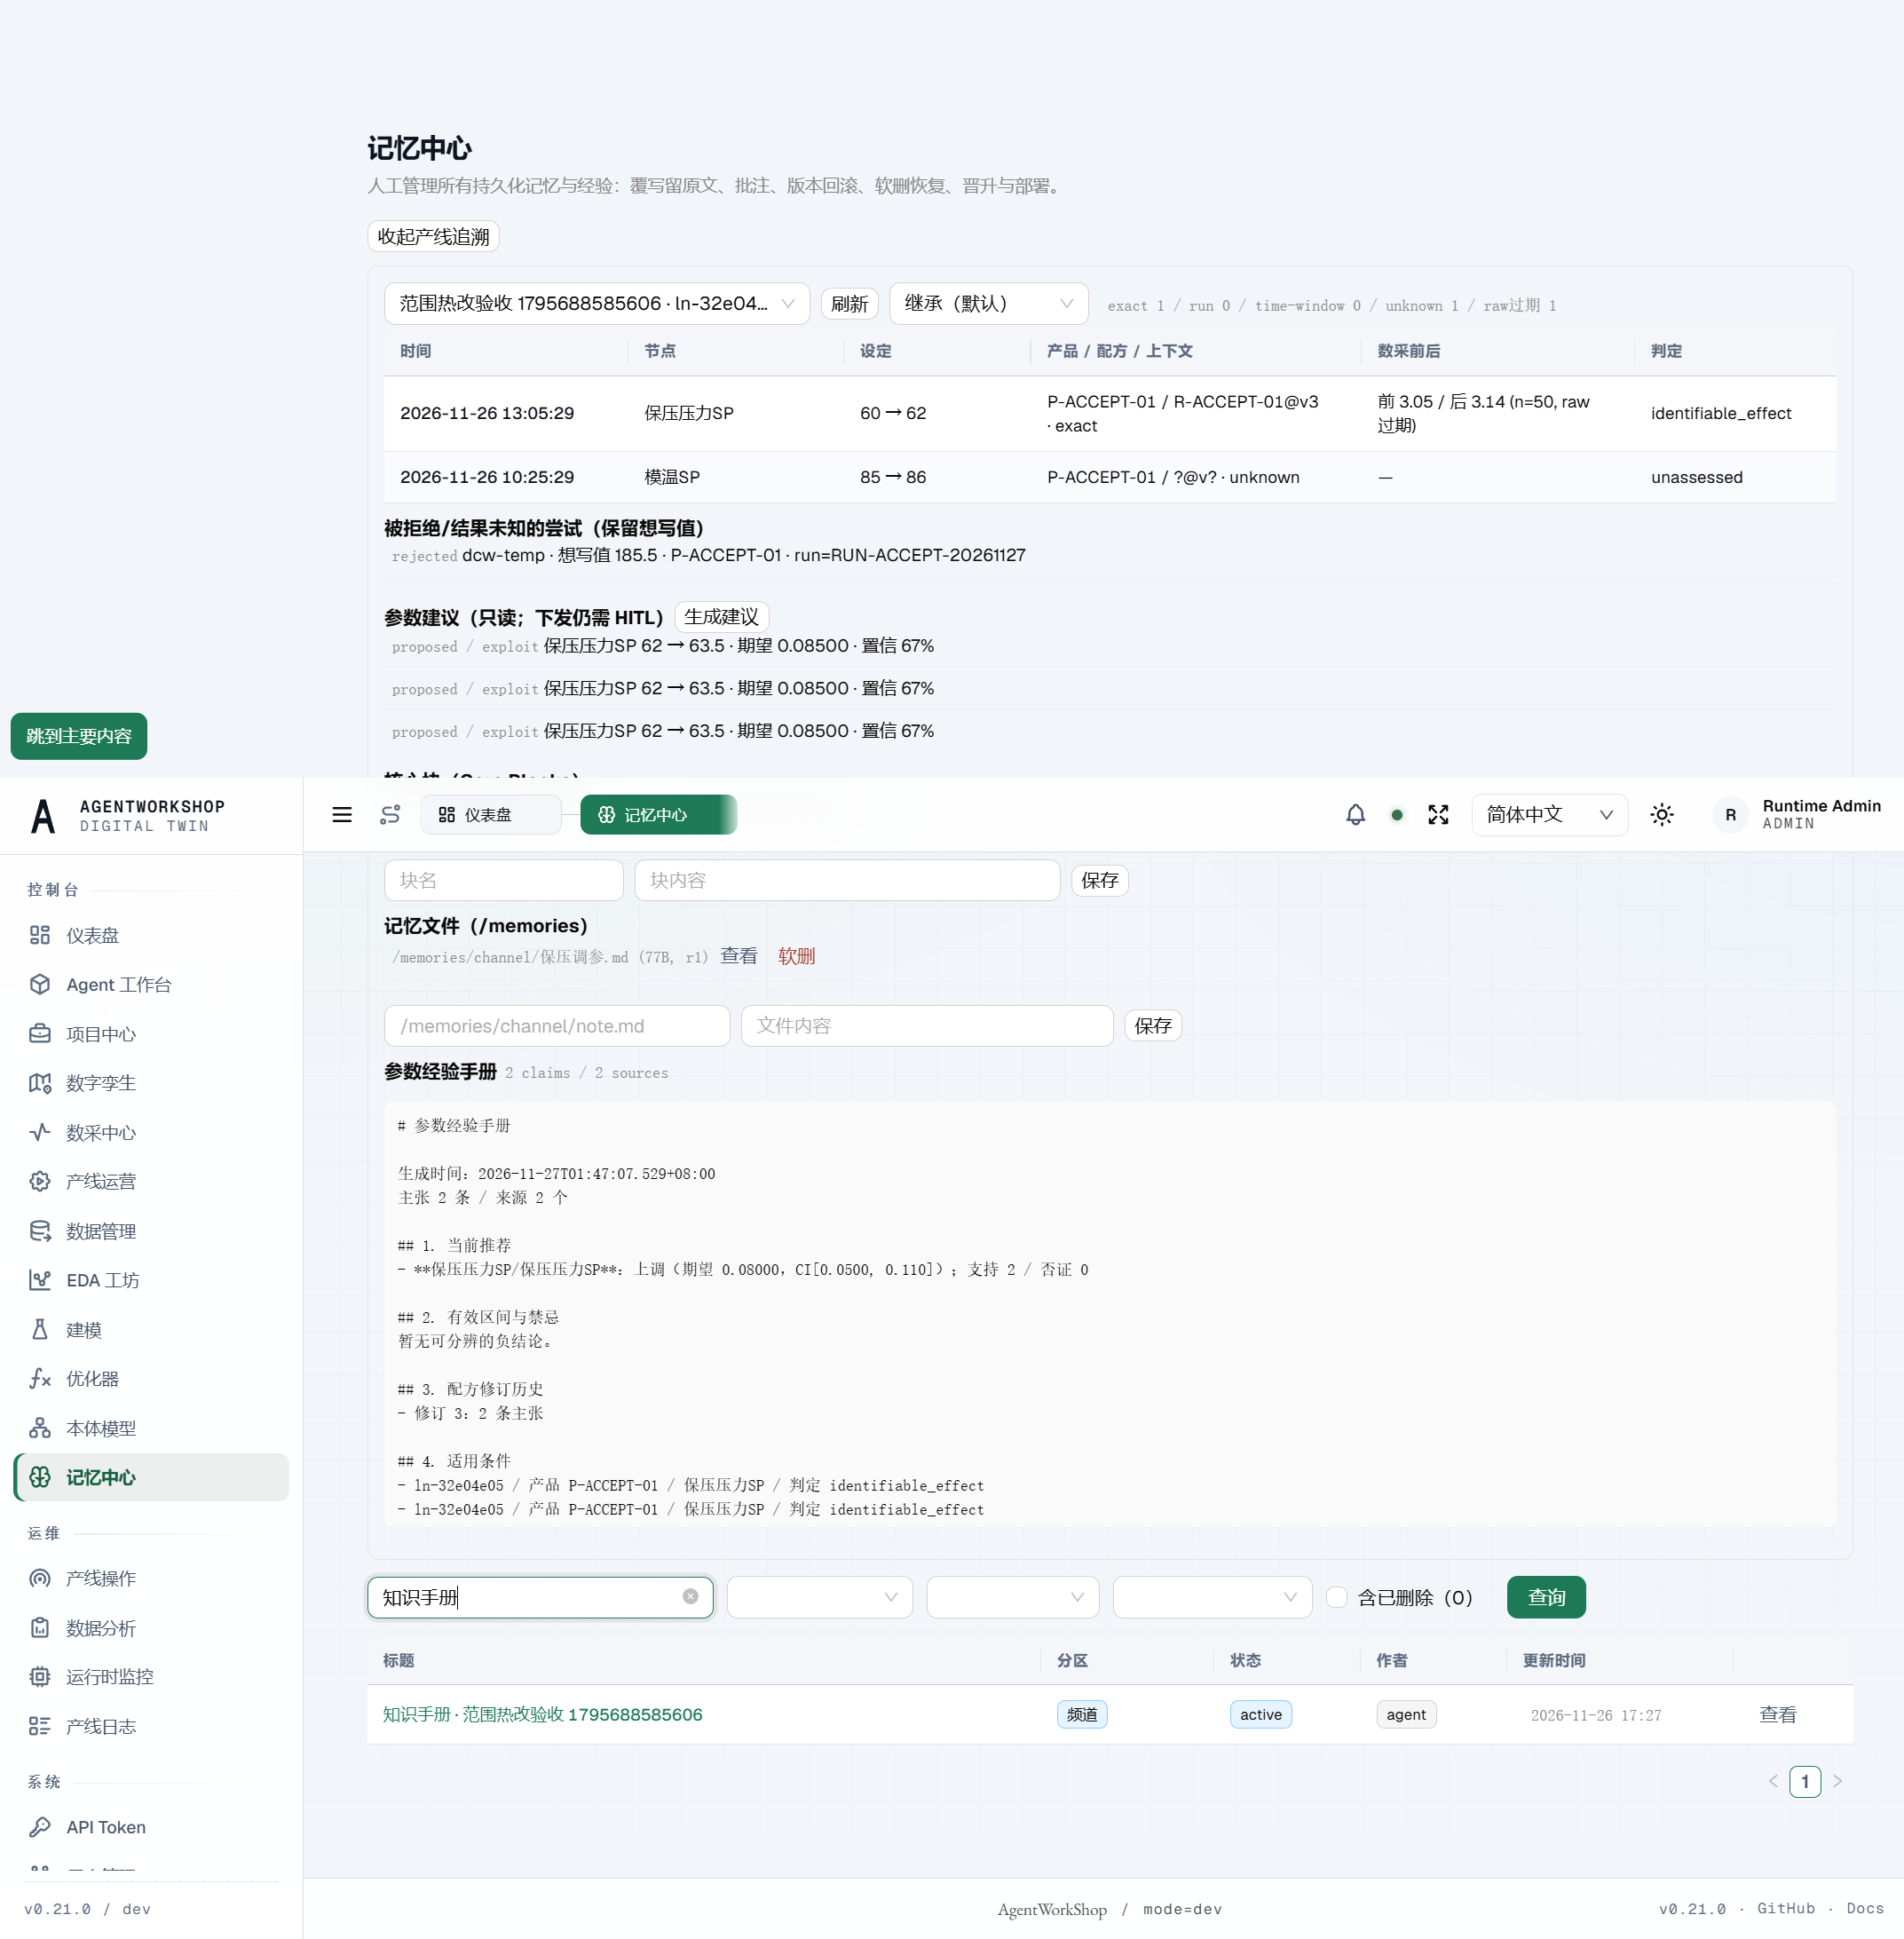 记忆中心
人工管理所有持久化记忆与经验：覆写留原文、批注、版本回滚、软删恢复、晋升与部署。
收起产线追溯
范围热改验收 1795688585606 · ln-32e04... 刷新 继承（默认） exact 1 / run 0 / time-window 0 / unknown 1 / raw过期 1
时间 节点 设定 产品 / 配方 / 上下文 数采前后 判定
2026-11-26 13:05:29 保压压力SP 60 → 62 P-ACCEPT-01 / R-ACCEPT-01@v3 · exact 前 3.05 / 后 3.14 (n=50, raw 过期) identifiable_effect
2026-11-26 10:25:29 模温SP 85 → 86 P-ACCEPT-01 / ?@v? · unknown — unassessed
被拒绝/结果未知的尝试（保留想写值）
rejected dcw-temp · 想写值 185.5 · P-ACCEPT-01 · run=RUN-ACCEPT-20261127
参数建议（只读；下发仍需 HITL） 生成建议
proposed / exploit 保压压力SP 62 → 63.5 · 期望 0.08500 · 置信 67%
proposed / exploit 保压压力SP 62 → 63.5 · 期望 0.08500 · 置信 67%
proposed / exploit 保压压力SP 62 → 63.5 · 期望 0.08500 · 置信 67%
跳到主要内容
AGENTWORKSHOP
DIGITAL TWIN
仪表盘 记忆中心 简体中文 R Runtime Admin
ADMIN
控制台
仪表盘
Agent 工作台
项目中心
数字孪生
数采中心
产线运营
数据管理
EDA 工坊
建模
优化器
本体模型
记忆中心
运维
产线操作
数据分析
运行时监控
产线日志
系统
API Token
v0.21.0 / dev
块名 块内容 保存
记忆文件（/memories）
/memories/channel/保压调参.md (77B, r1) 查看 软删
/memories/channel/note.md 文件内容 保存
参数经验手册 2 claims / 2 sources
# 参数经验手册
生成时间：2026-11-27T01:47:07.529+08:00
主张 2 条 / 来源 2 个
## 1. 当前推荐
- **保压压力SP/保压压力SP**：上调（期望 0.08000，CI[0.0500, 0.110]）；支持 2 / 否证 0
## 2. 有效区间与禁忌
暂无可分辨的负结论。
## 3. 配方修订历史
- 修订 3：2 条主张
## 4. 适用条件
- ln-32e04e05 / 产品 P-ACCEPT-01 / 保压压力SP / 判定 identifiable_effect
- ln-32e04e05 / 产品 P-ACCEPT-01 / 保压压力SP / 判定 identifiable_effect
知识手册 含已删除（0） 查询
标题 分区 状态 作者 更新时间
知识手册 · 范围热改验收 1795688585606 频道 active agent 2026-11-26 17:27 查看
1
AgentWorkShop / mode=dev
v0.21.0 · GitHub · Docs